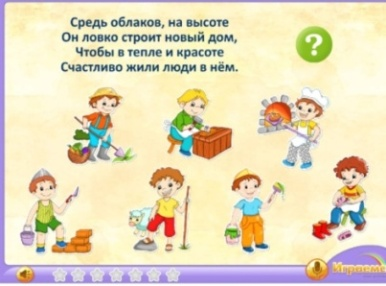 Средь облаков, на высоте
Он ловко строит новый дом,
Чтобы в тепле и красоте
Счастливо жили люди в нём.
?